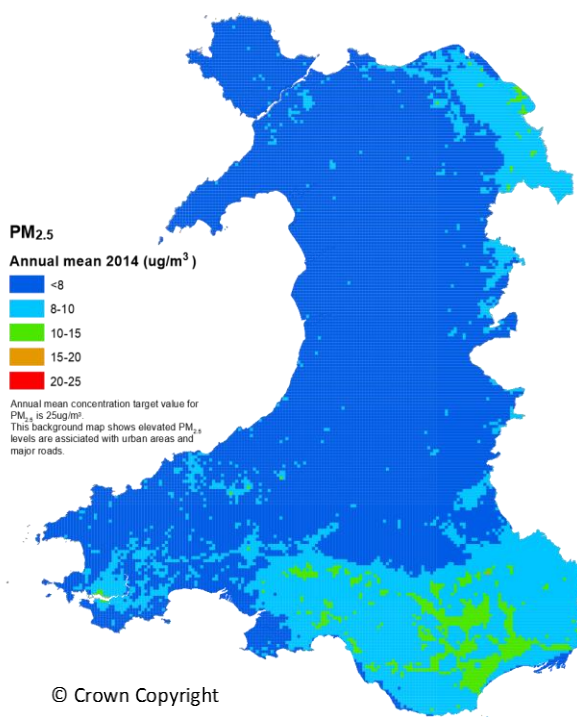 PM2.5
Annual mean 2014 (ug/m³ )
<8
8-10
10-15
15-20
20-25
Annual mean concentration target value for
PM2.5 is 25ug/m³.
This background map shows elevated PM2.5
levels are assiciated with urban areas and
major roads.
© Crown Copyright